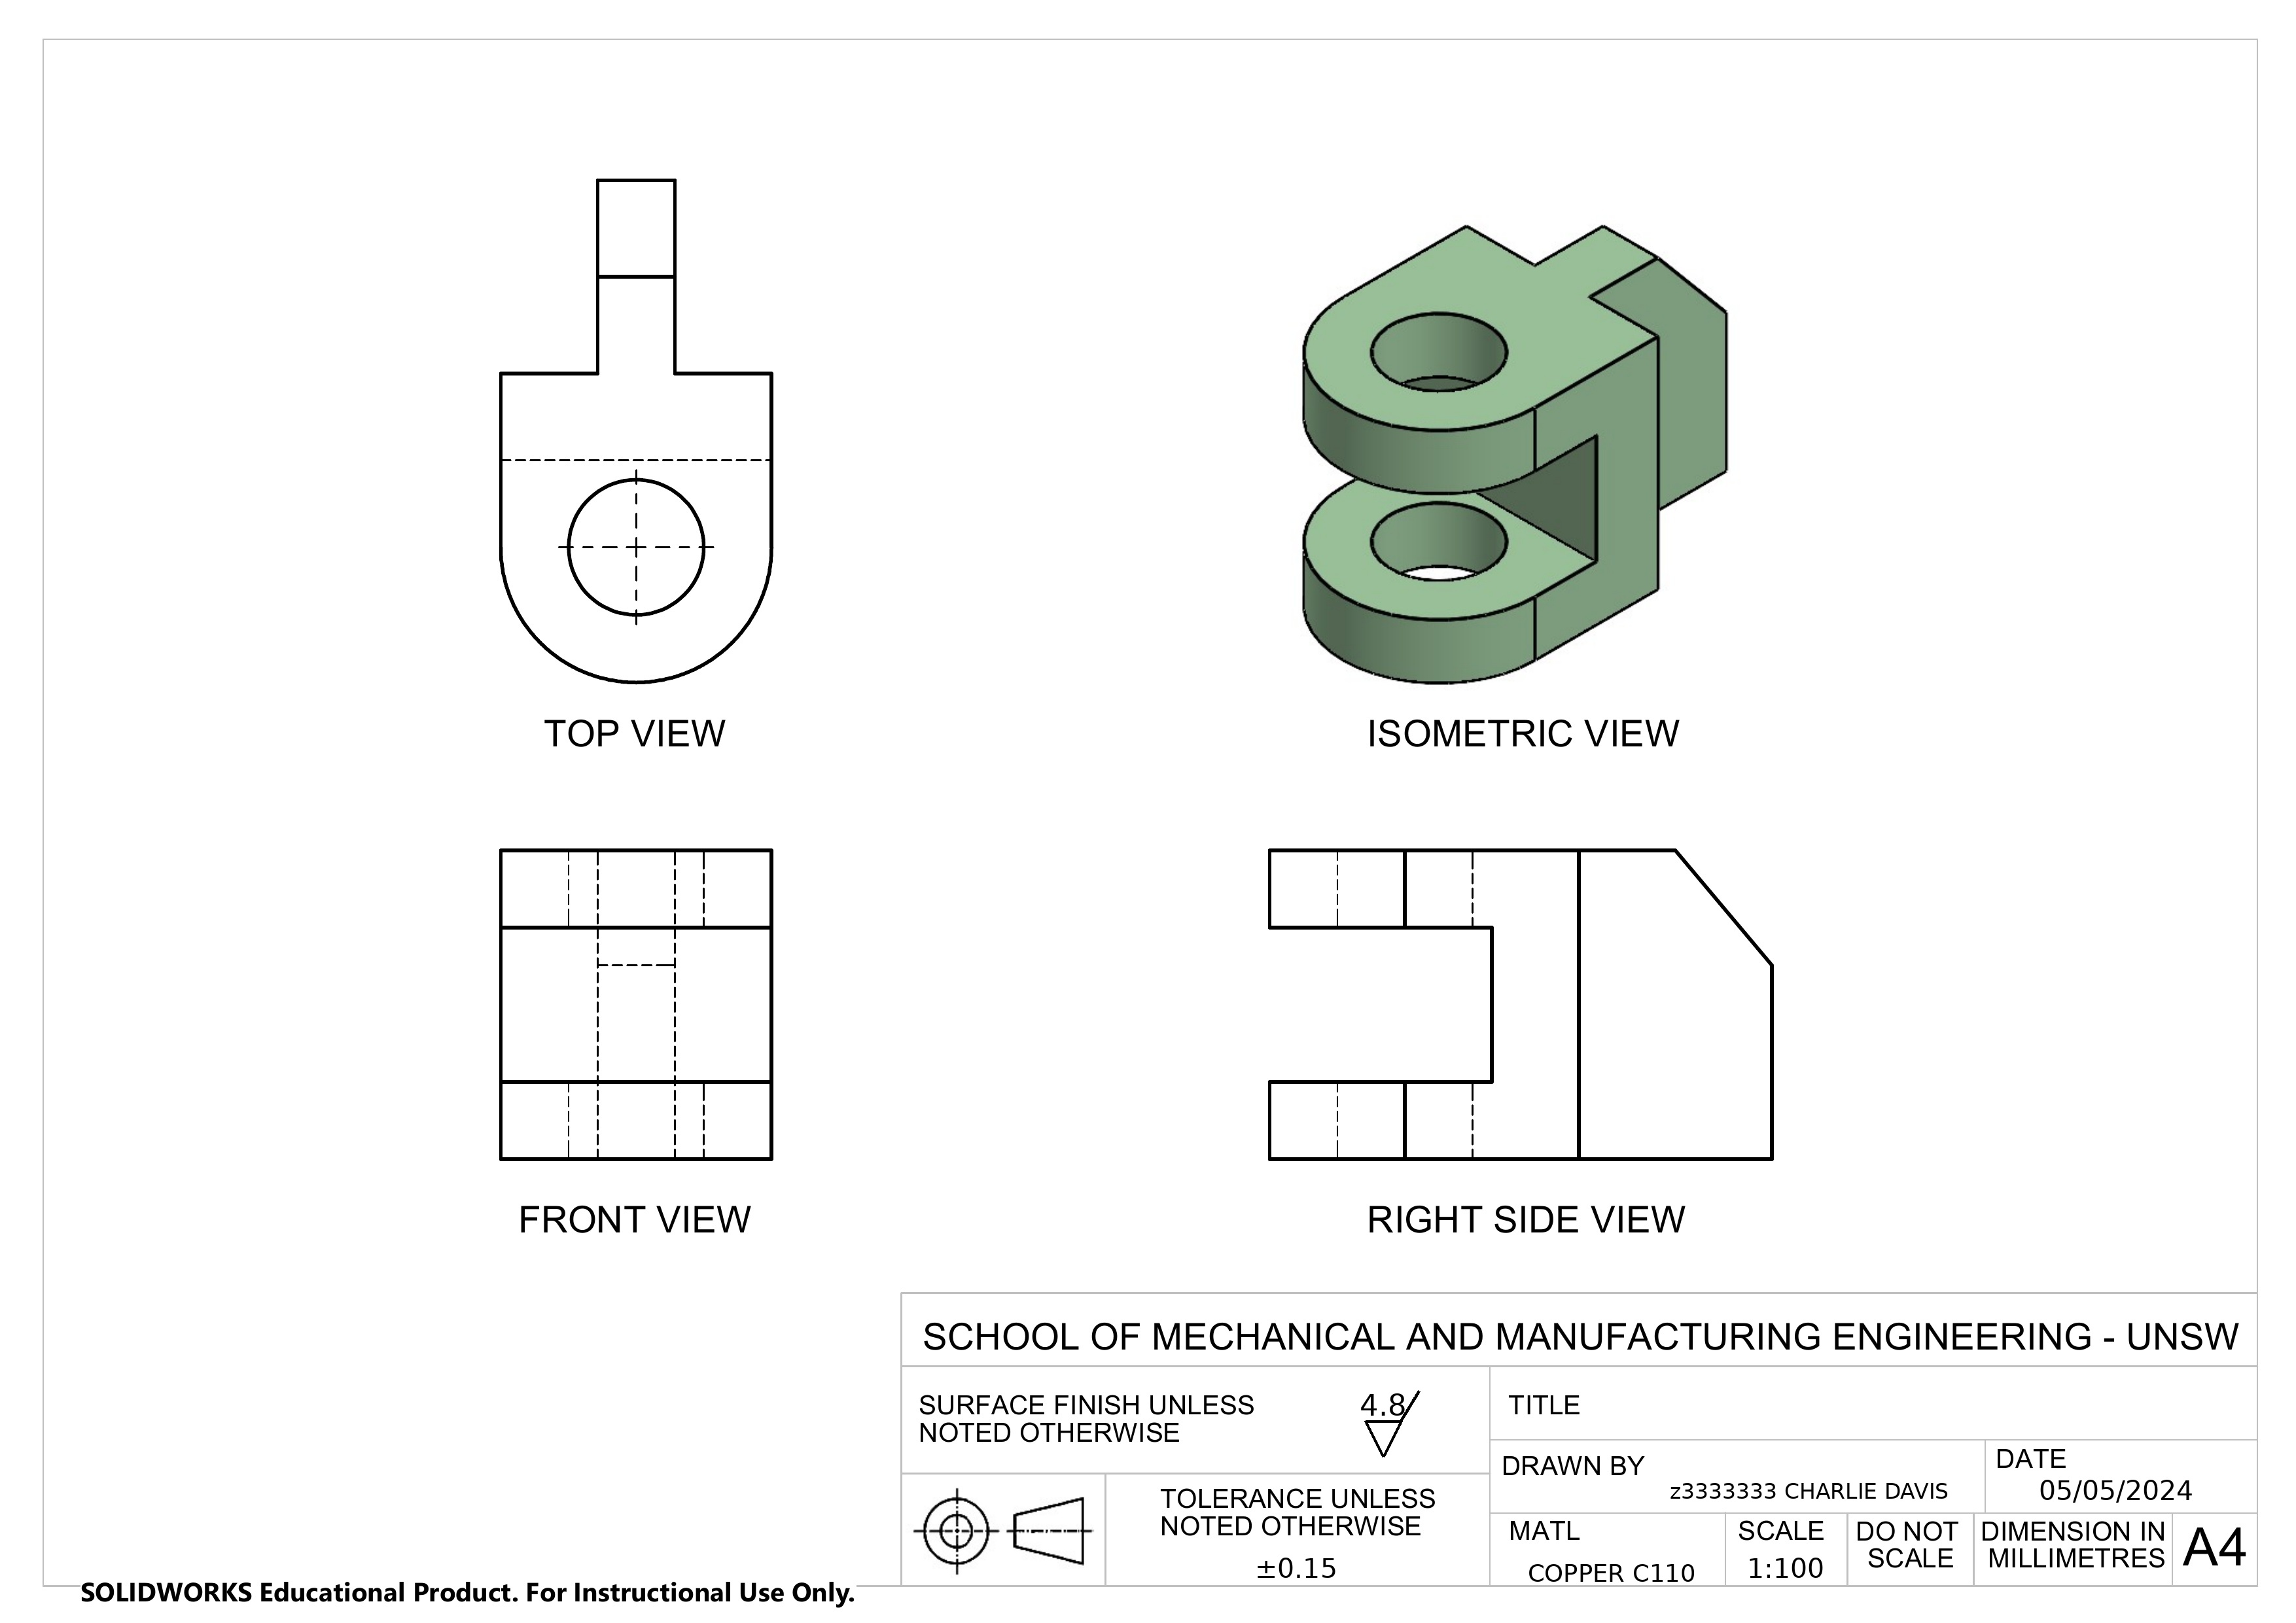 TOP VIEW
ISOMETRIC VIEW
FRONT VIEW
RIGHT SIDE VIEW
SCHOOL OF MECHANICAL AND MANUFACTURING ENGINEERING - UNSW
SURFACE FINISH UNLESS
NOTED OTHERWISE
4.8
TITLE
DRAWN BY
z3333333 CHARLIE DAVIS
DATE
05/05/2024
TOLERANCE UNLESS
NOTED OTHERWISE
±0.15
MATL
COPPER C110
SCALE
1:100
DO NOT
SCALE
DIMENSION IN
MILLIMETRES
A4
SOLIDWORKS Educational Product. For Instructional Use Only.